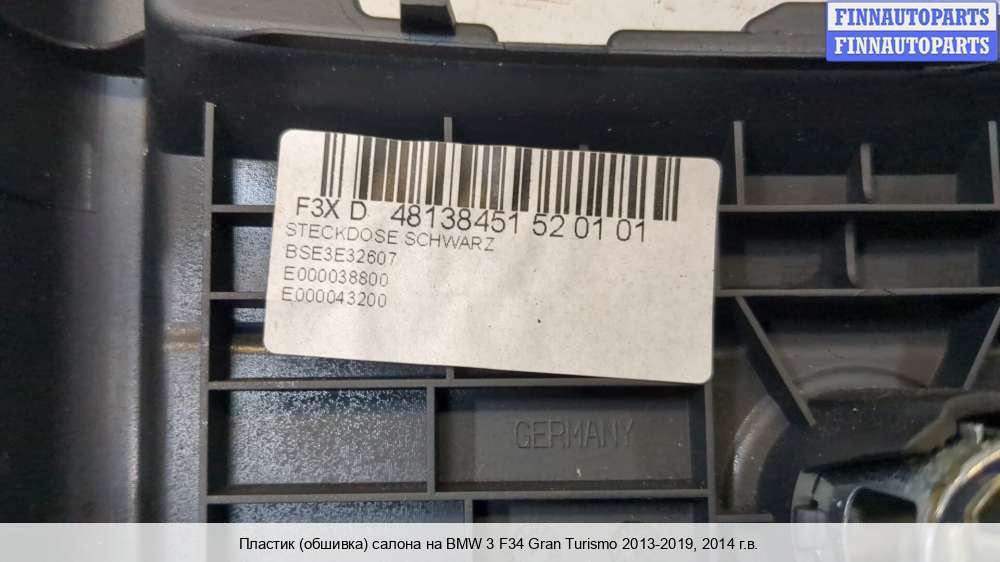 FINNAUTOPARTS
FINNAUTOPARTS
F3X D 48138451 52 01 01
STECKDOSE SCHWARZ
BSE3E32607
E000038800
E000043200
GERMANY
Пластик (обшивка) салона на BMW 3 F34 Gran Turismo 2013-2019, 2014 г.в.